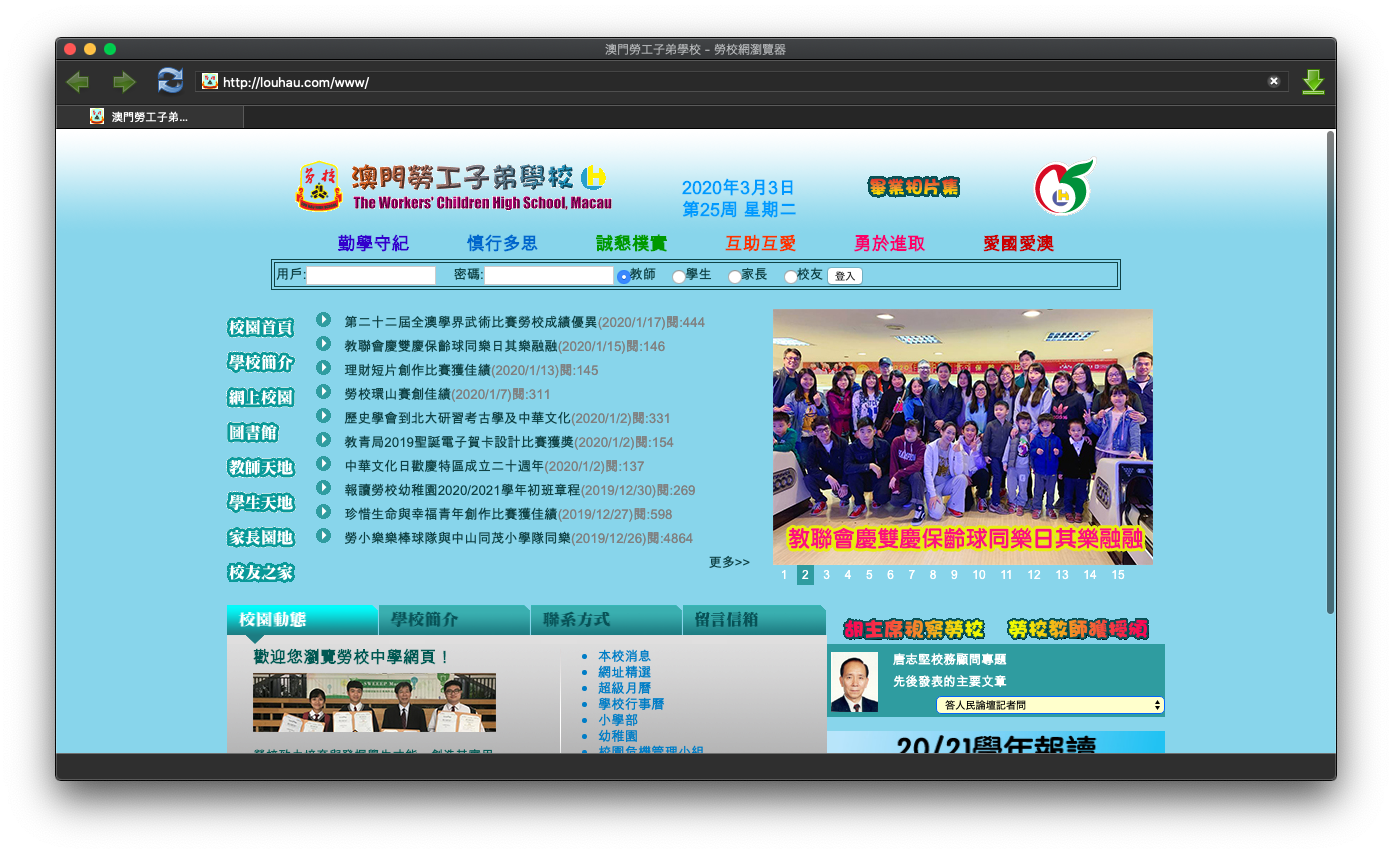 澳門勞工子弟學校 - 勞校網瀏覽器
http://louhau.com/www/
澳門勞工子弟...
勞校
澳門勞工子弟學校
The Workers' Children High School, Macau
2020年3月3日
第25周 星期二
畢業相片集
勤學守紀 慎行多思 誠懇樸實 互助互愛 勇於進取 愛國愛澳
用戶: 密碼: 教師 學生 家長 校友 登入
校園首頁
學校簡介
網上校園
圖書館
教師天地
學生天地
家長園地
校友之家
第二十二屆全澳學界武術比賽勞校成績優異(2020/1/17)閱:444
教聯會慶雙慶保齡球同樂日其樂融融(2020/1/15)閱:146
理財短片創作比賽獲佳績(2020/1/13)閱:145
勞校環山賽創佳績(2020/1/7)閱:311
歷史學會到北大研習考古學及中華文化(2020/1/2)閱:331
教青局2019聖誕電子賀卡設計比賽獲獎(2020/1/2)閱:154
中華文化日歡慶特區成立二十週年(2020/1/2)閱:137
報讀勞校幼稚園2020/2021學年初班章程(2019/12/30)閱:269
珍惜生命與幸福青年創作比賽獲佳績(2019/12/27)閱:598
勞小樂樂棒球隊與中山同茂小學隊同樂(2019/12/26)閱:4864
更多>>
教聯會慶雙慶保齡球同樂日其樂融融
1 2 3 4 5 6 7 8 9 10 11 12 13 14 15
校園動態 學校簡介 聯系方式 留言信箱
歡迎您瀏覽勞校中學網頁！
本校消息
網址精選
超級月曆
學校行事曆
小學部
幼稚園
校園危機管理小組
胡主席視察勞校 勞校教師獲授勳
唐志堅校務顧問專題
先後發表的主要文章
答人民論壇記者問
20/21學年報讀